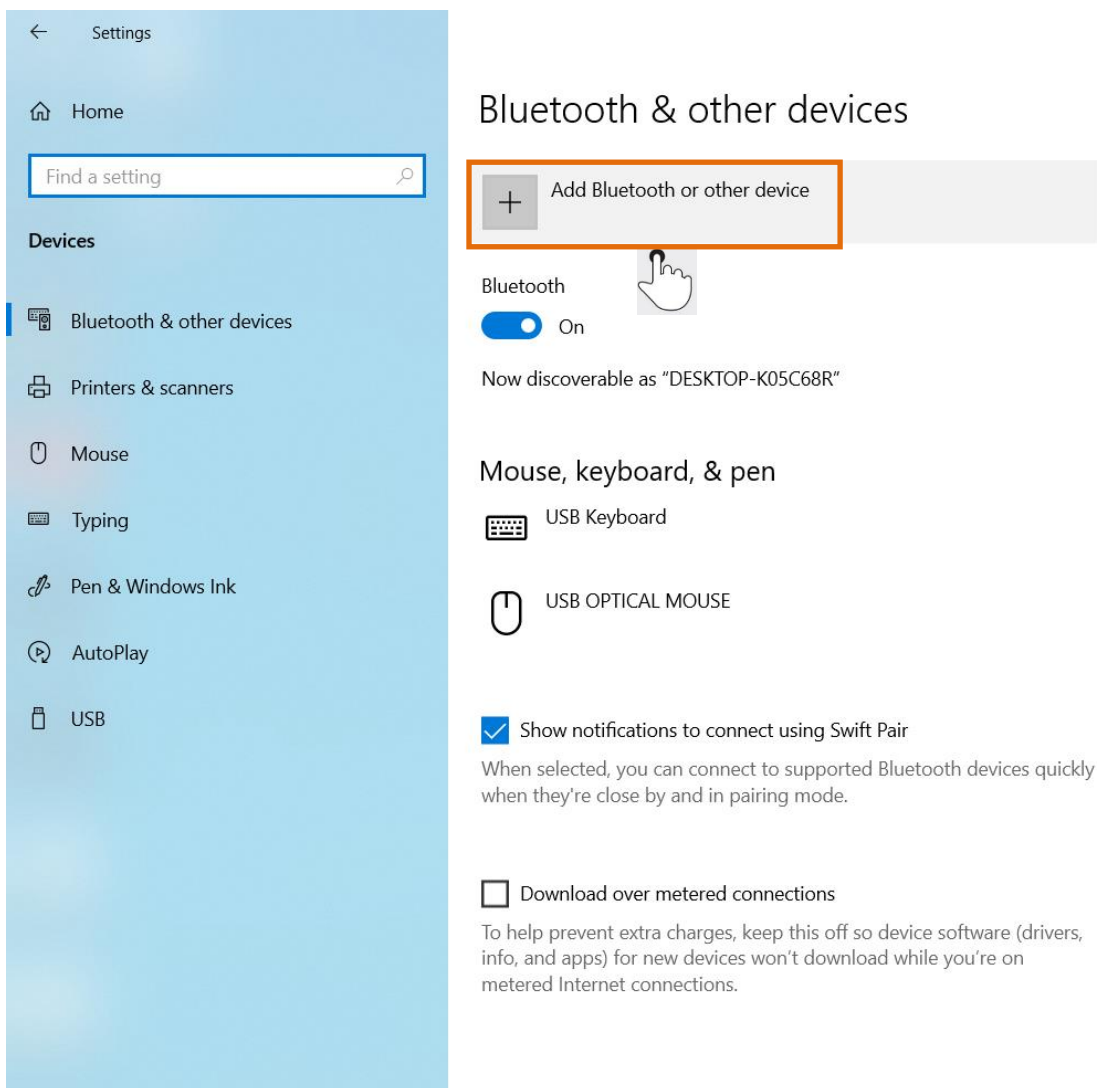 Settings
Home
Find a setting
Devices
Bluetooth & other devices
Printers & scanners
Mouse
Typing
Pen & Windows Ink
AutoPlay
USB
Bluetooth & other devices
Add Bluetooth or other device
Bluetooth
On
Now discoverable as “DESKTOP-K05C68R”
Mouse, keyboard, & pen
USB Keyboard
USB OPTICAL MOUSE
Show notifications to connect using Swift Pair
When selected, you can connect to supported Bluetooth devices quickly
when they're close by and in pairing mode.
Download over metered connections
To help prevent extra charges, keep this off so device software (drivers,
info, and apps) for new devices won’t download while you’re on
metered Internet connections.